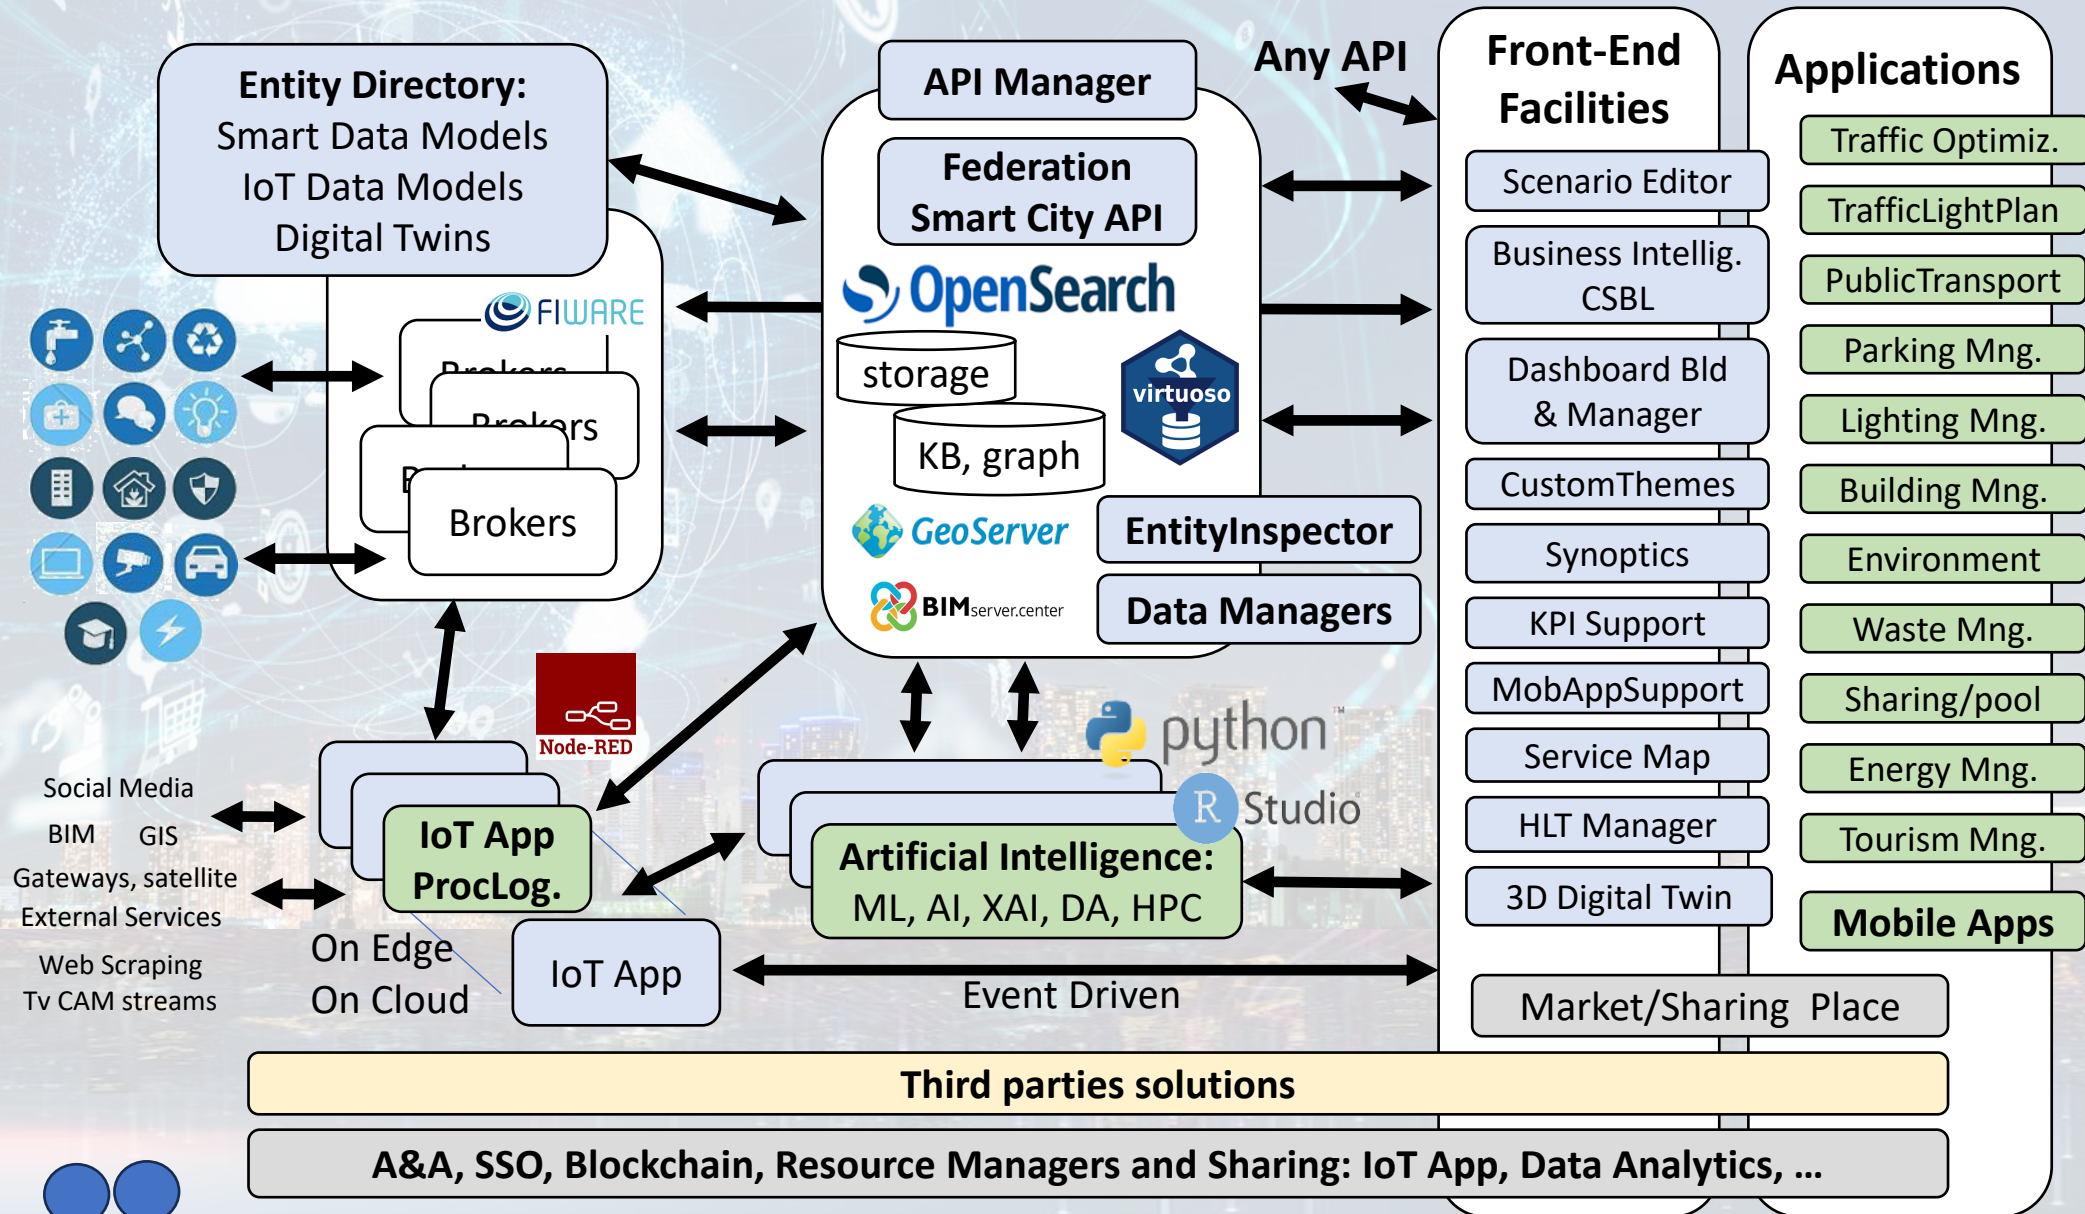 Entity Directory:
Smart Data Models
IoT Data Models
Digital Twins
FIWARE
Brokers
Brokers
Brokers
API Manager
Federation
Smart City API
OpenSearch
storage
virtuoso
KB, graph
GeoServer
EntityInspector
BIMserver.center
Data Managers
Any API
Node-RED
Social Media
BIM GIS
Gateways, satellite
External Services
Web Scraping
Tv CAM streams
IoT App
ProcLog.
On Edge
On Cloud
IoT App
python™
R Studio
Artificial Intelligence:
ML, AI, XAI, DA, HPC
Event Driven
Front-End
Facilities
Scenario Editor
Business Intellig.
CSBL
Dashboard Bld
& Manager
CustomThemes
Synoptics
KPI Support
MobAppSupport
Service Map
HLT Manager
3D Digital Twin
Applications
Traffic Optimiz.
TrafficLightPlan
PublicTransport
Parking Mng.
Lighting Mng.
Building Mng.
Environment
Waste Mng.
Sharing/pool
Energy Mng.
Tourism Mng.
Mobile Apps
Market/Sharing Place
Third parties solutions
A&A, SSO, Blockchain, Resource Managers and Sharing: IoT App, Data Analytics, ...